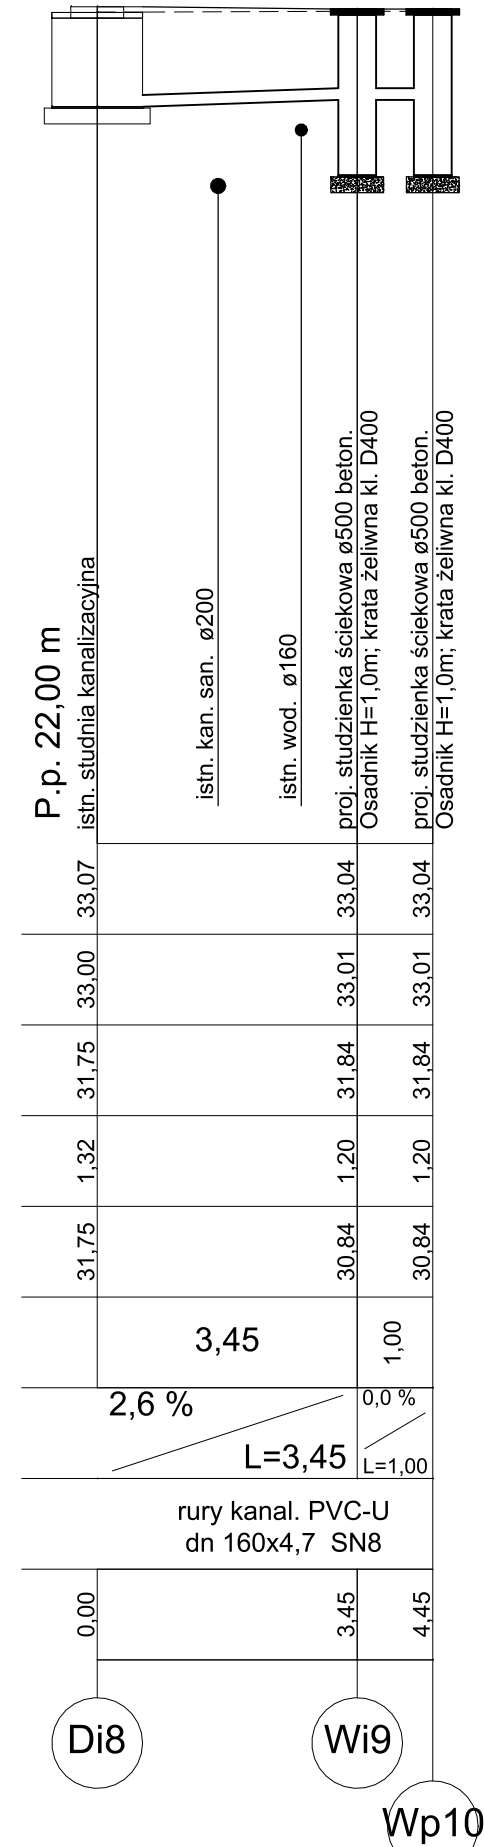 P.p. 22,00 m
istn. studnia kanalizacyjna
istn. kan. san. ø200
istn. wod. ø160
proj. studzienka ściekowa ø500 beton.
Osadnik H=1,0m; krata żeliwna kl. D400
proj. studzienka ściekowa ø500 beton.
Osadnik H=1,0m; krata żeliwna kl. D400
33,07 33,04 33,04
33,00 33,01 33,01
31,75 31,84 31,84
1,32 1,20 1,20
31,75 30,84 30,84
3,45 1,00
2,6 % 0,0 %
L=3,45 L=1,00
rury kanal. PVC-U
dn 160x4,7 SN8
0,00 3,45 4,45
Di8 Wi9
Wp10